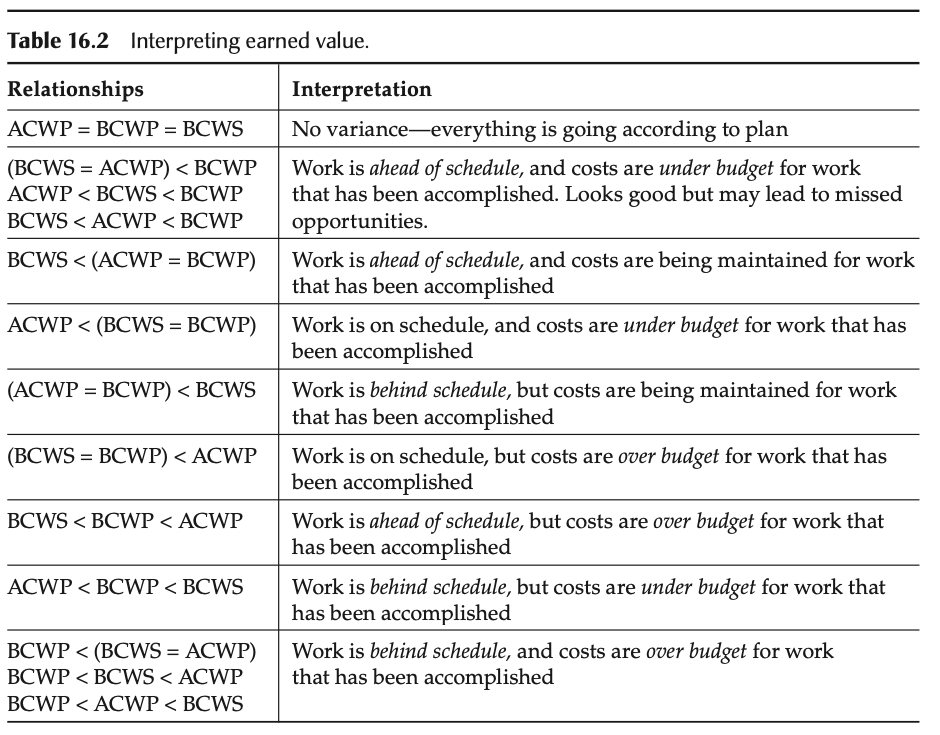 Table 16.2 Interpreting earned value.
Relationships Interpretation
ACWP = BCWP = BCWS No variance—everything is going according to plan
(BCWS = ACWP) < BCWP Work is ahead of schedule, and costs are under budget for work
ACWP < BCWS < BCWP that has been accomplished. Looks good but may lead to missed
BCWS < ACWP < BCWP opportunities.
BCWS < (ACWP = BCWP) Work is ahead of schedule, and costs are being maintained for work
that has been accomplished
ACWP < (BCWS = BCWP) Work is on schedule, and costs are under budget for work that has
been accomplished
(ACWP = BCWP) < BCWS Work is behind schedule, but costs are being maintained for work
that has been accomplished
(BCWS = BCWP) < ACWP Work is on schedule, but costs are over budget for work that has
been accomplished
BCWS < BCWP < ACWP Work is ahead of schedule, but costs are over budget for work that
has been accomplished
ACWP < BCWP < BCWS Work is behind schedule, but costs are under budget for work that
has been accomplished
BCWP < (BCWS = ACWP) Work is behind schedule, and costs are over budget for work
BCWP < BCWS < ACWP that has been accomplished
BCWP < ACWP < BCWS